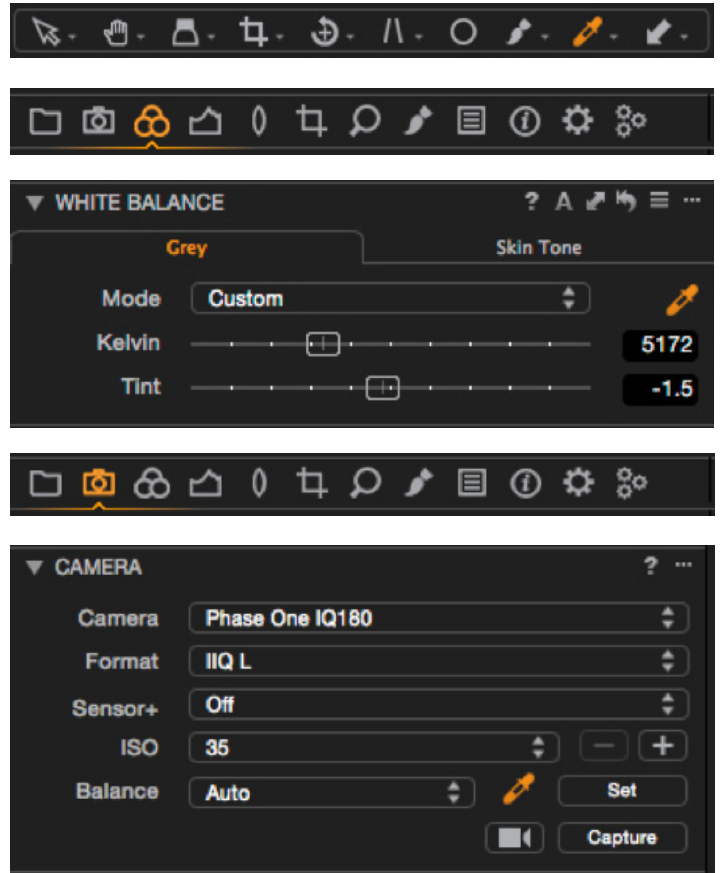 WHITE BALANCE ? A
Grey Skin Tone
Mode Custom
Kelvin 5172
Tint -1.5
CAMERA ?
Camera Phase One IQ180
Format IIQ L
Sensor+ Off
ISO 35
Balance Auto Set
Capture